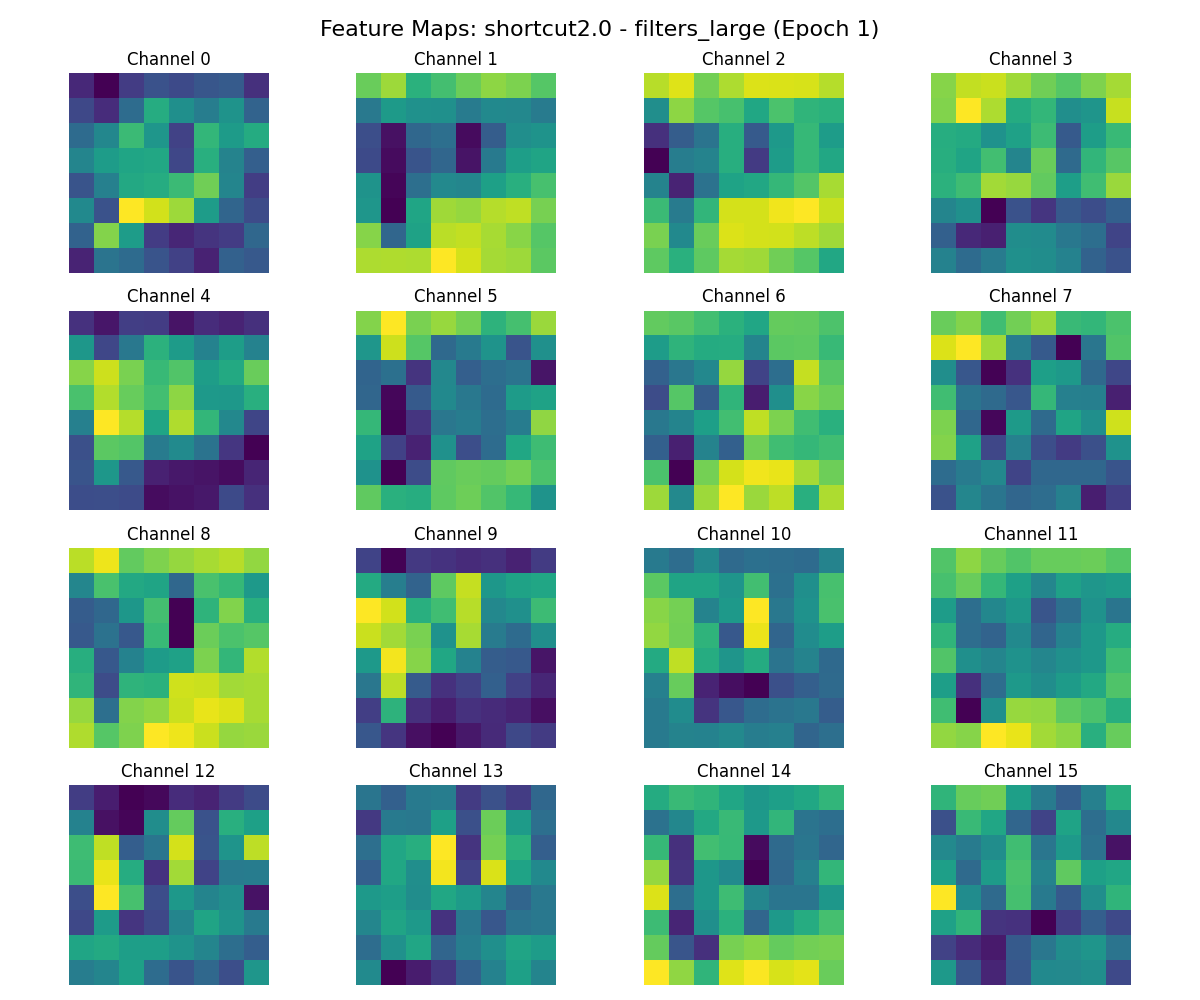 Feature Maps: shortcut2.0 - filters_large (Epoch 1)
Channel 0
Channel 1
Channel 2
Channel 3
Channel 4
Channel 5
Channel 6
Channel 7
Channel 8
Channel 9
Channel 10
Channel 11
Channel 12
Channel 13
Channel 14
Channel 15